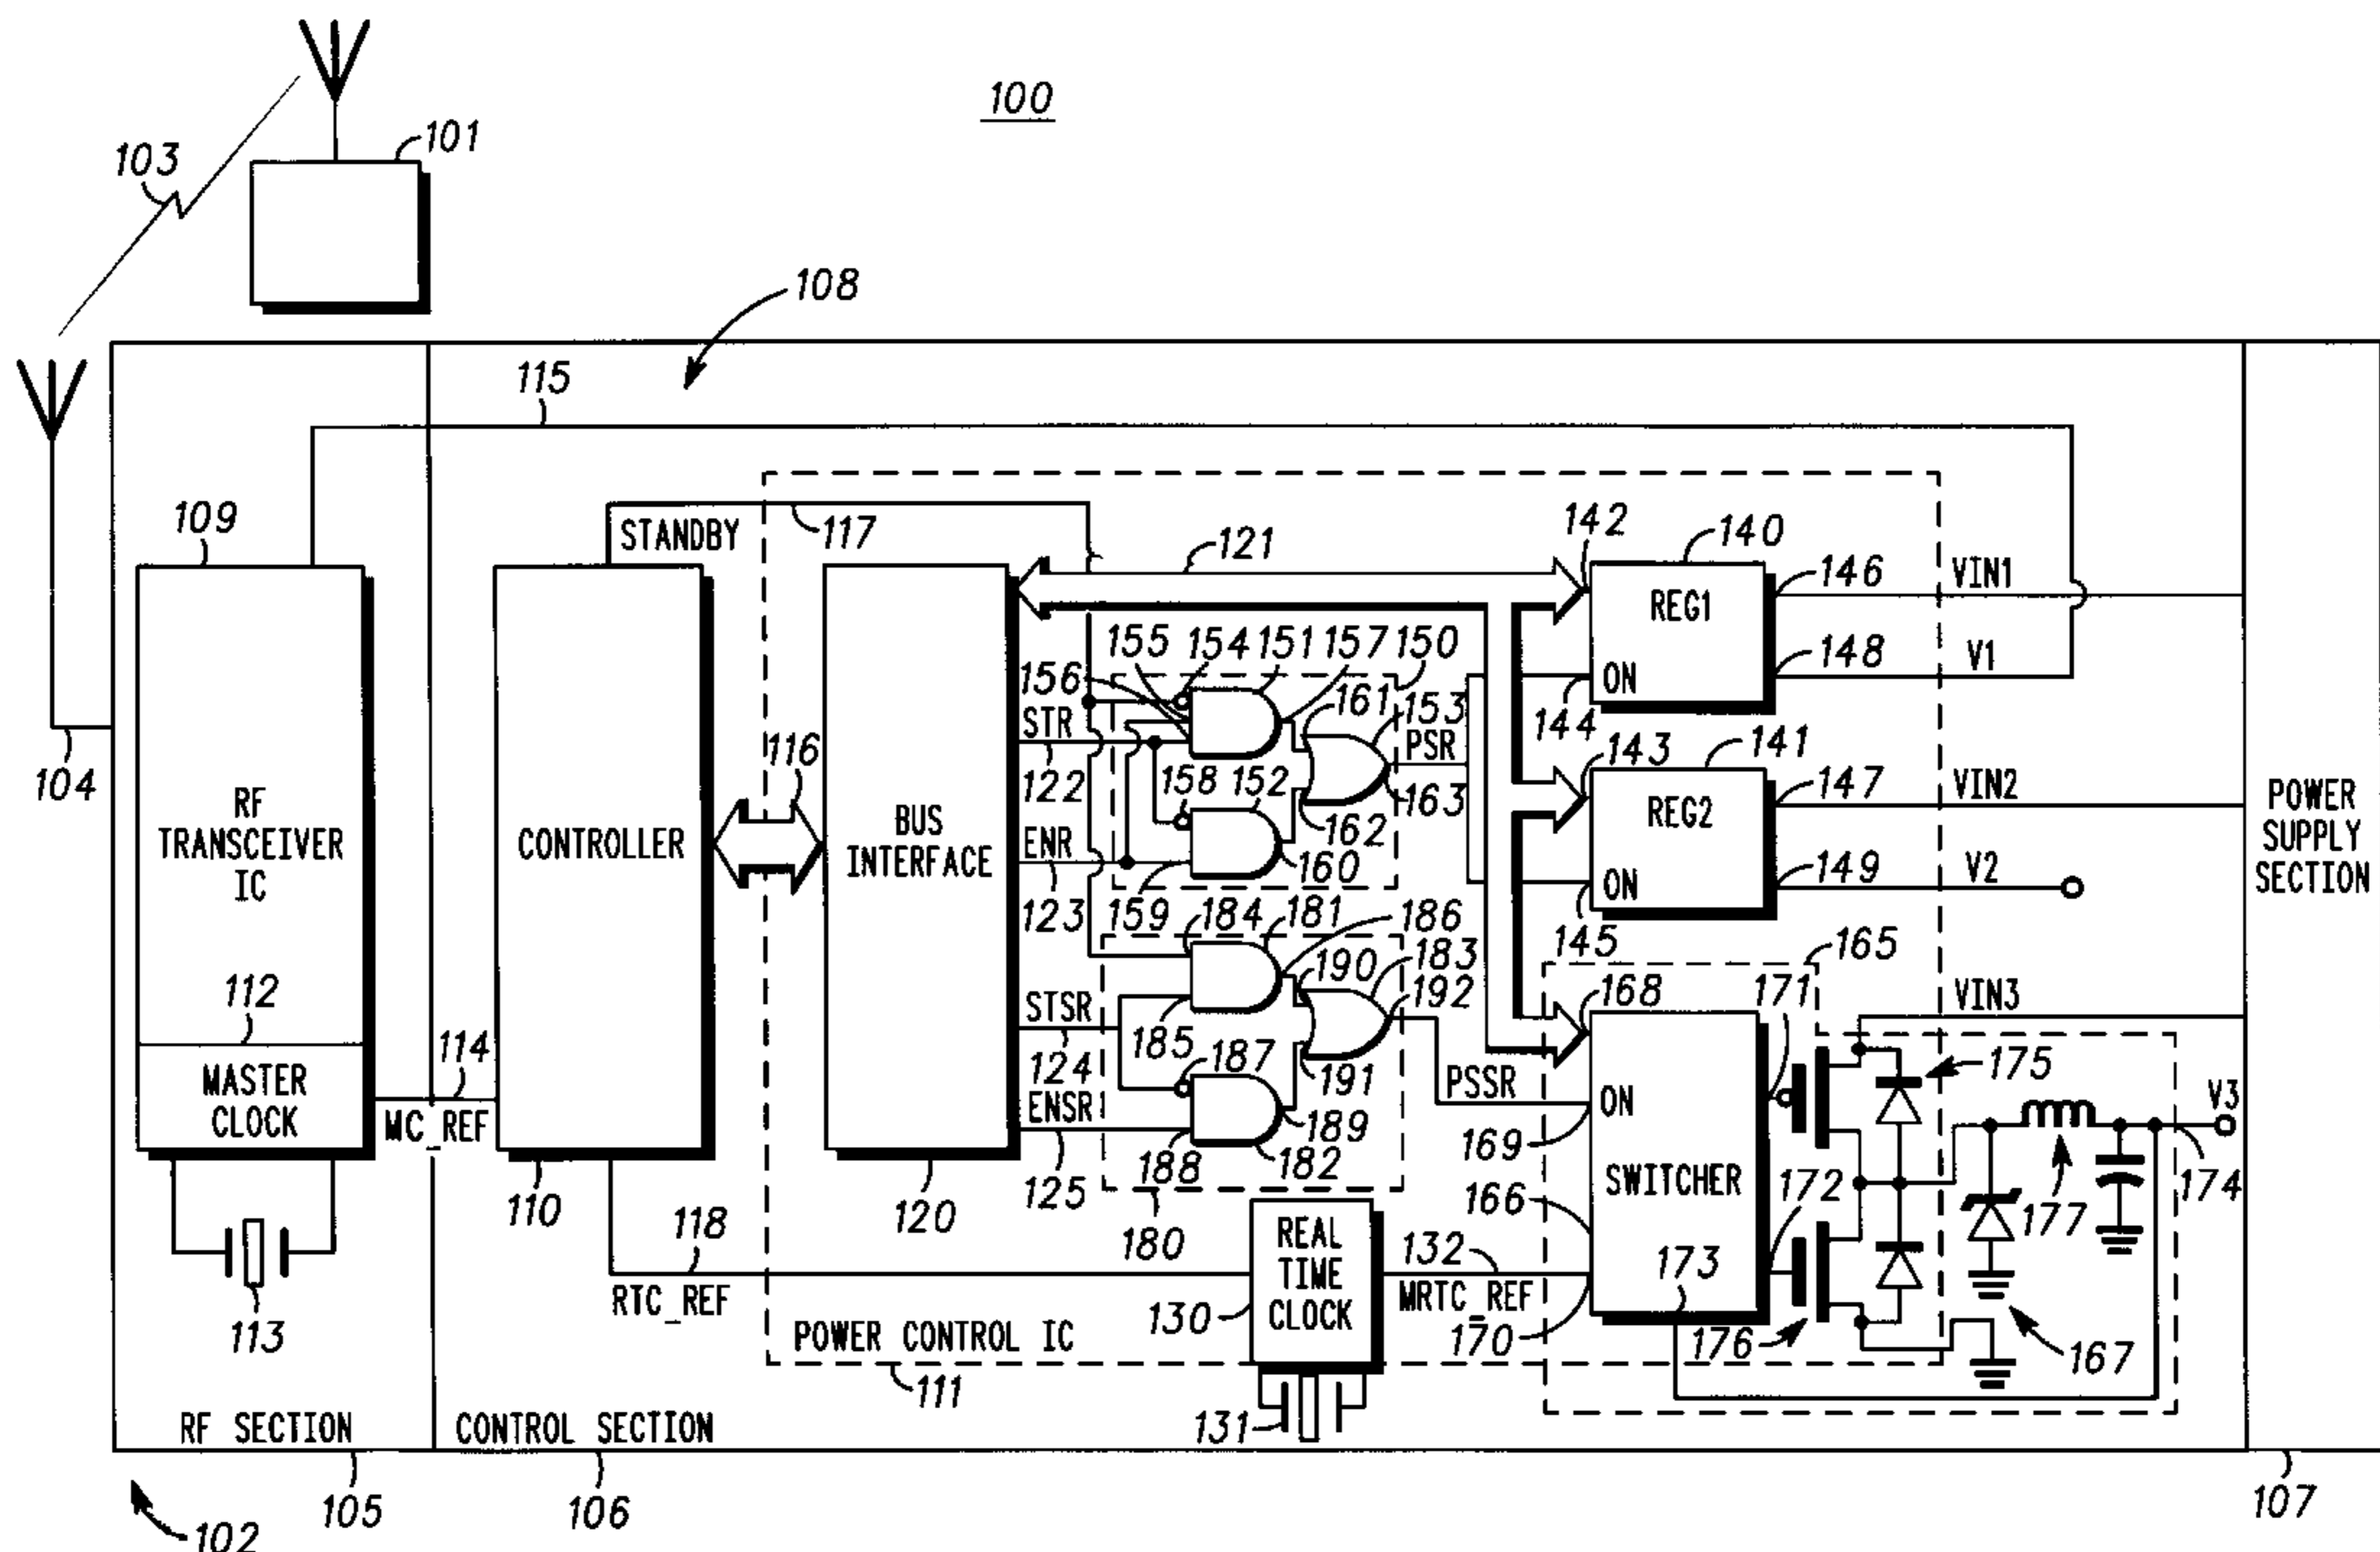 100
101
103
108
115
104
109
RF
TRANSCEIVER
IC
112
MASTER
CLOCK
114
MC_REF
113
RF SECTION
105
102
STANDBY
117
CONTROLLER
110
116
118
RTC_REF
CONTROL SECTION
106
POWER CONTROL IC
111
BUS
INTERFACE
120
121
STR
122
ENR
123
STSR
124
ENSR
125
155
154
151
157
150
156
161
153
PSR
158
152
162
163
159
160
184
181
186
190
183
192
185
187
191
PSSR
188
182
189
180
REAL
TIME
CLOCK
130
131
132
MRTC_REF
170
142
140
REG1
ON
144
146
VIN1
148
V1
143
141
REG2
ON
145
147
VIN2
149
V2
165
168
171
VIN3
ON
169
SWITCHER
166
172
173
175
176
177
174
V3
167
POWER
SUPPLY
SECTION
107